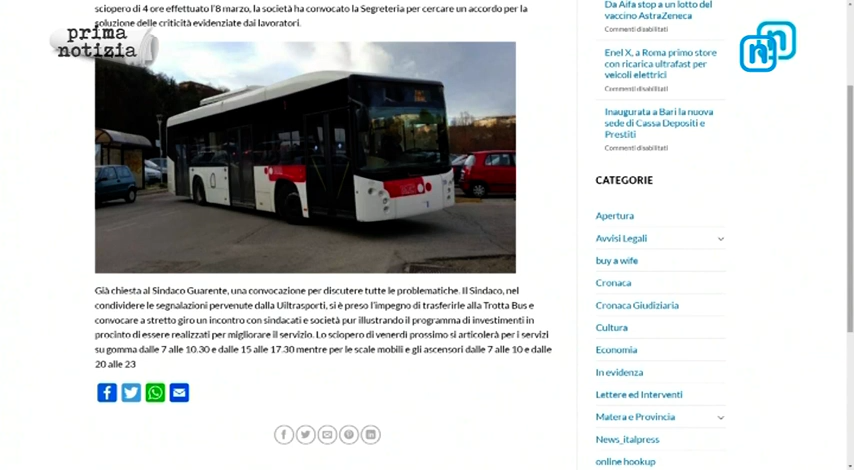 sciopero di 4 ore effettuato l'8 marzo, la società ha convocato la Segreteria per cercare un accordo per la
soluzione delle criticità evidenziate dai lavoratori.
prima
notizia
Già chiesta al Sindaco Guarente, una convocazione per discutere tutte le problematiche. Il Sindaco, nel
condividere le segnalazioni pervenute dalla Uiltrasporti, si è preso l'impegno di trasferirle alla Trotta Bus e
convocare a stretto giro un incontro con sindacati e società pur illustrando il programma di investimenti in
procinto di essere realizzati per migliorare il servizio. Lo sciopero di venerdì prossimo si articolerà per i servizi
su gomma dalle 7 alle 10.30 e dalle 15 alle 17.30 mentre per le scale mobili e gli ascensori dalle 7 alle 10 e dalle
20 alle 23
Da Aifa stop a un lotto del
vaccino AstraZeneca
Commenti disabilitati
Enel X, a Roma primo store
con ricarica ultrafast per
veicoli elettrici
Commenti disabilitati
Inaugurata a Bari la nuova
sede di Cassa Depositi e
Prestiti
Commenti disabilitati
CATEGORIE
Apertura
Avvisi Legali
buy a wife
Cronaca
Cronaca Giudiziaria
Cultura
Economia
In evidenza
Lettere ed Interventi
Matera e Provincia
News_italpress
online hookup